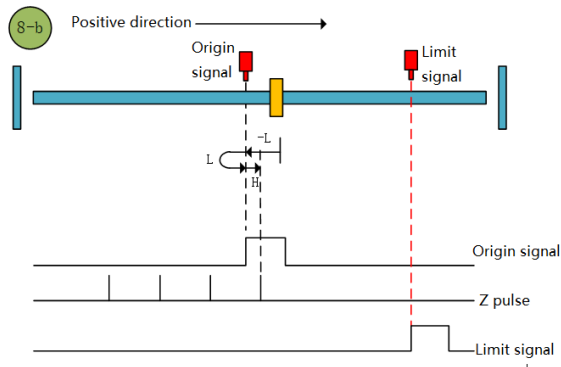 8-b
Positive direction
Origin
signal
Limit
signal
-L
L
H
Origin signal
Z pulse
Limit signal